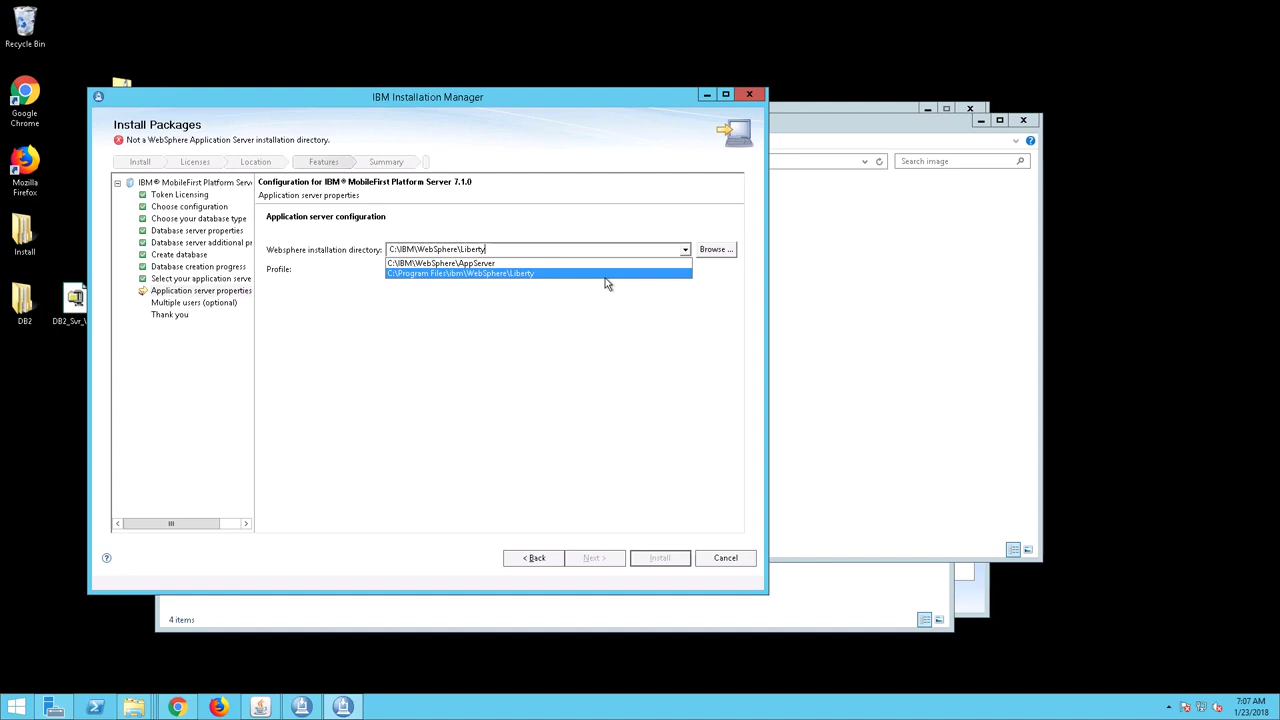 Recycle Bin
Google
Chrome
Mozilla
Firefox
Install
DB2
DB2_Svr_
IBM Installation Manager
Install Packages
Not a WebSphere Application Server installation directory.
Install
Licenses
Location
Features
Summary
IBM® MobileFirst Platform Serv
Token Licensing
Choose configuration
Choose your database type
Database server properties
Database server additional pr
Create database
Database creation progress
Select your application serve
Application server properties
Multiple users (optional)
Thank you
Configuration for IBM® MobileFirst Platform Server 7.1.0
Application server properties
Application server configuration
Websphere installation directory:
C:\IBM\WebSphere\Liberty
Browse ...
C:\IBM\WebSphere\AppServer
C:\Program Files\ibm\WebSphere\Liberty
Profile:
< Back
Next >
Install
Cancel
Search image
4 items
7:07 AM
1/23/2018